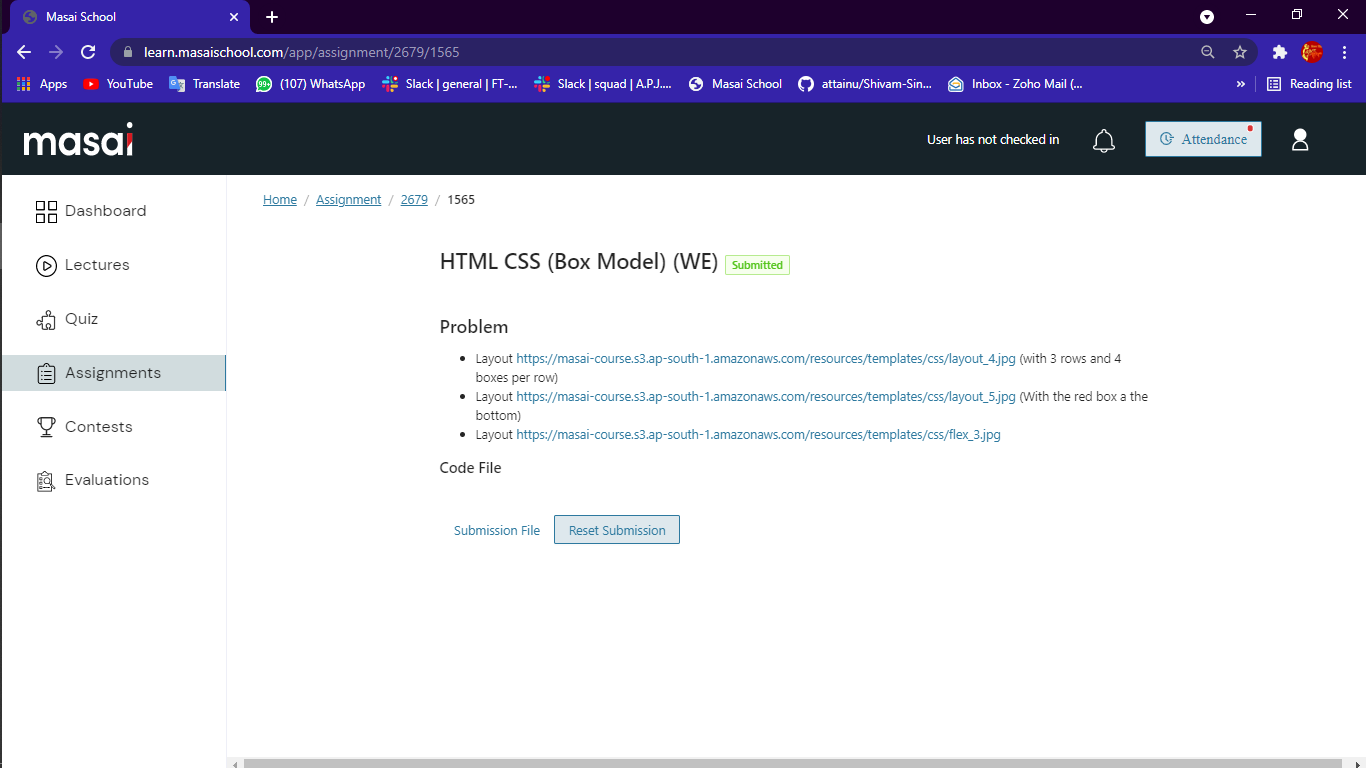 Masai School
learn.masaischool.com/app/assignment/2679/1565
Apps YouTube Translate 99+ (107) WhatsApp Slack | general | FT-... Slack | squad | A.P.J.... Masai School attainu/Shivam-Sin... Inbox - Zoho Mail (... » Reading list
masai User has not checked in Attendance
Dashboard
Lectures
Quiz
Assignments
Contests
Evaluations
Home / Assignment / 2679 / 1565
HTML CSS (Box Model) (WE) Submitted
Problem
Layout https://masai-course.s3.ap-south-1.amazonaws.com/resources/templates/css/layout_4.jpg (with 3 rows and 4
boxes per row)
Layout https://masai-course.s3.ap-south-1.amazonaws.com/resources/templates/css/layout_5.jpg (With the red box a the
bottom)
Layout https://masai-course.s3.ap-south-1.amazonaws.com/resources/templates/css/flex_3.jpg
Code File
Submission File Reset Submission